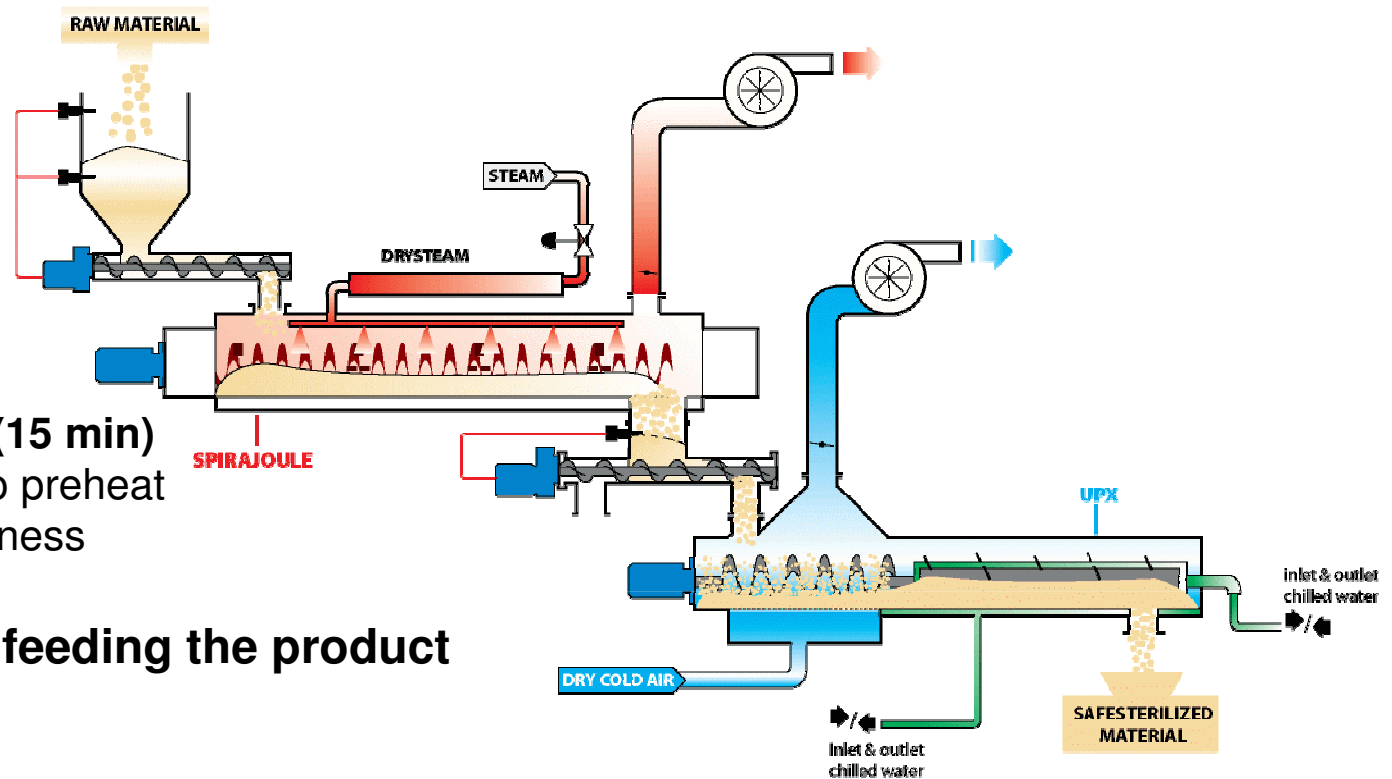 RAW MATERIAL
STEAM
DRYSTEAM
(15 min)
SPIRAJOULE
preheat
UPX
feeding the product
inlet & outlet
chilled water
DRY COLD AIR
SAFESTERILIZED
MATERIAL
Inlet & outlet
chilled water